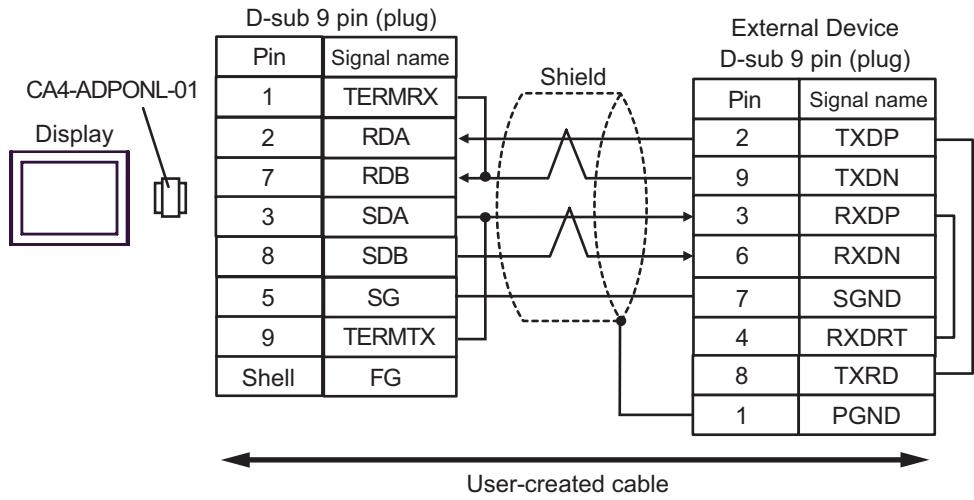 D-sub 9 pin (plug)
External Device
D-sub 9 pin (plug)
CA4-ADPONL-01
Display
Shield
Pin Signal name
1 TERMRX
2 RDA
7 RDB
3 SDA
8 SDB
5 SG
9 TERMTX
Shell FG
Pin Signal name
2 TXDP
9 TXDN
3 RXDP
6 RXDN
7 SGND
4 RXDRT
8 TXRD
1 PGND
User-created cable